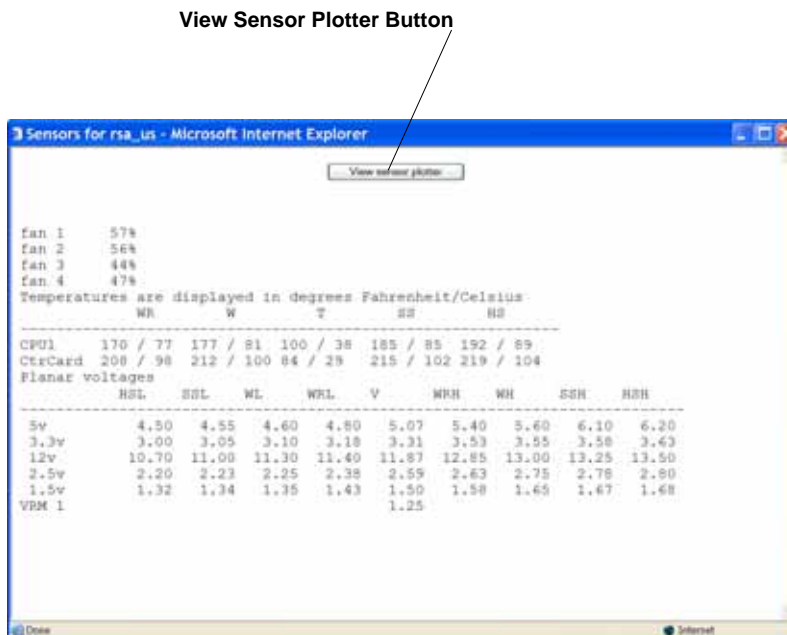 View Sensor Plotter Button
Sensors for rsa_us - Microsoft Internet Explorer
View sensor plotter
fan 1 57%
fan 2 56%
fan 3 44%
fan 4 47%
Temperatures are displayed in degrees Fahrenheit/Celsius
WR W T SS HS
CPU1 170 / 77 177 / 81 100 / 38 185 / 85 192 / 89
CtrCard 208 / 98 212 / 100 84 / 29 215 / 102 219 / 104
Planar voltages
HSL SSL WL WRL V WRH WH SSH HSH
5v 4.50 4.55 4.60 4.80 5.07 5.40 5.60 6.10 6.20
3.3v 3.00 3.05 3.10 3.18 3.31 3.53 3.55 3.58 3.63
12v 10.70 11.00 11.30 11.40 11.87 12.85 13.00 13.25 13.50
2.5v 2.20 2.23 2.25 2.38 2.59 2.63 2.75 2.78 2.80
1.5v 1.32 1.34 1.35 1.43 1.50 1.58 1.65 1.67 1.68
VRM 1 1.25
Done Internet